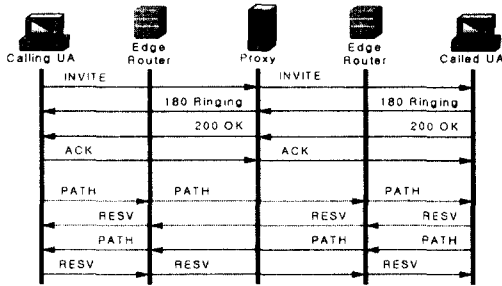 Calling UA Edge Router Proxy Edge Router Called UA
INVITE INVITE
180 Ringing 180 Ringing
200 OK 200 OK
ACK ACK
PATH PATH PATH
RESV RESV RESV
PATH PATH PATH
RESV RESV RESV